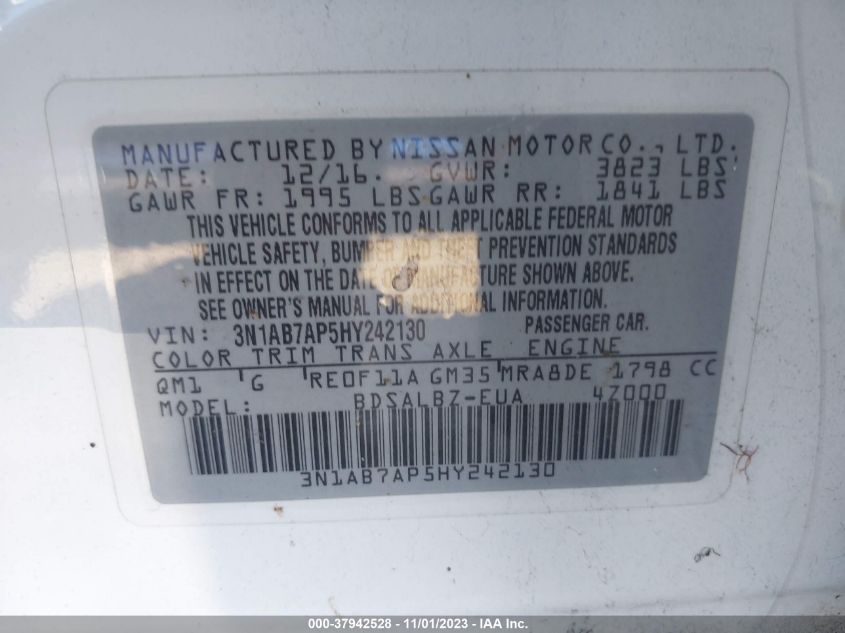 MANUFACTURED BY NISSAN MOTOR CO., LTD.
DATE: 12/16. GVWR: 3823 LBS
GAWR FR: 1995 LBS GAWR RR: 1841 LBS
THIS VEHICLE CONFORMS TO ALL APPLICABLE FEDERAL MOTOR
VEHICLE SAFETY, BUMPER AND THEFT PREVENTION STANDARDS
IN EFFECT ON THE DATE OF MANUFACTURE SHOWN ABOVE.
SEE OWNER'S MANUAL FOR ADDITIONAL INFORMATION.
VIN: 3N1AB7AP5HY242130 PASSENGER CAR.
COLOR TRIM TRANS AXLE ENGINE
QM1 G RE0F11A GM35 MRA8DE 1798 CC
MODEL: BDSALBZ-EUA 4Z000
3N1AB7AP5HY242130
000-37942528 - 11/01/2023 - IAA Inc.